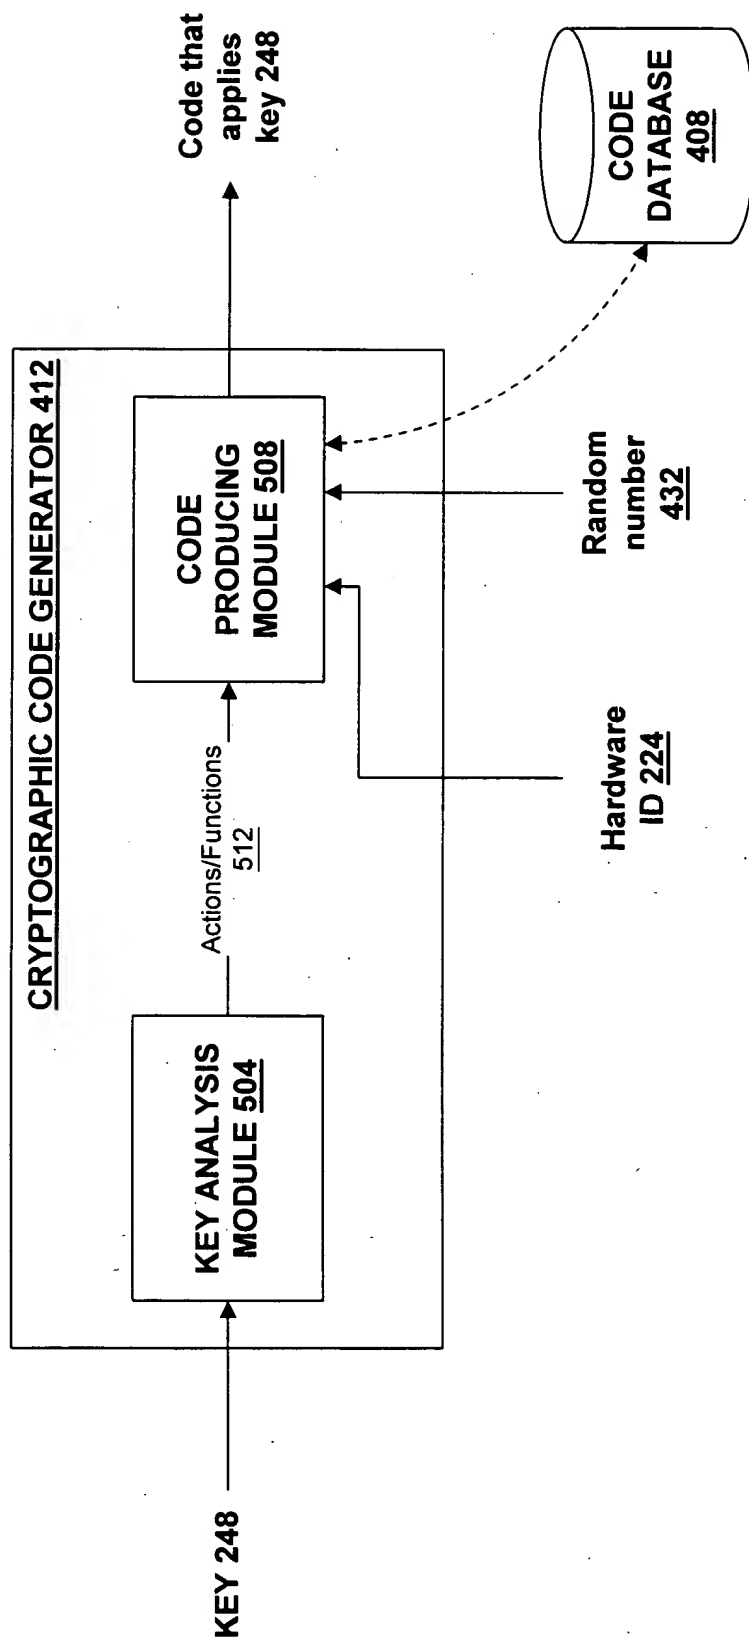 CRYPTOGRAPHIC CODE GENERATOR 412
KEY 248
KEY ANALYSIS
MODULE 504
Actions/Functions
512
CODE
PRODUCING
MODULE 508
Code that
applies
key 248
Hardware
ID 224
Random
number
432
CODE
DATABASE
408